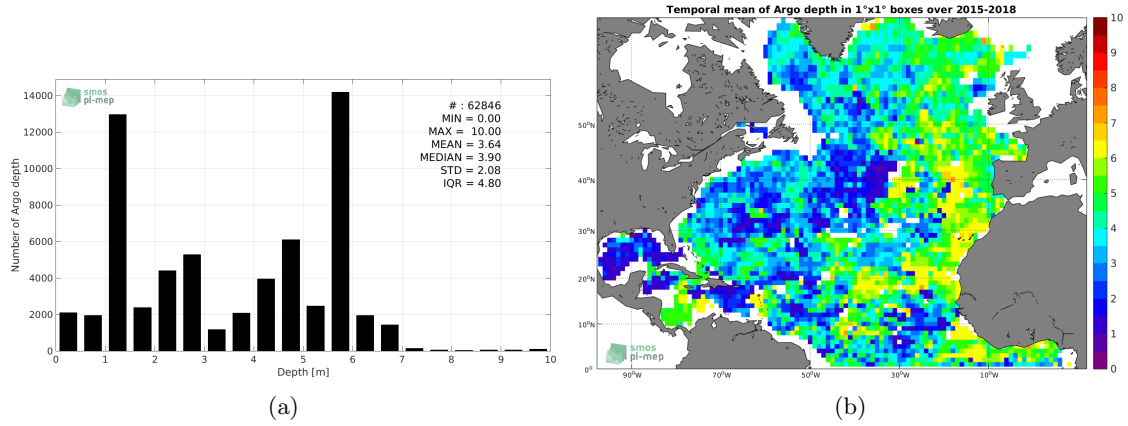 smos
pi-mep
# : 62846
MIN = 0.00
MAX = 10.00
MEAN = 3.64
MEDIAN = 3.90
STD = 2.08
IQR = 4.80
Number of Argo depth
14000
12000
10000
8000
6000
4000
2000
0
0 1 2 3 4 5 6 7 8 9 10
Depth [m]
(a)
Temporal mean of Argo depth in 1°x1° boxes over 2015-2018
50°N
40°N
30°N
20°N
10°N
0°
90°W 70°W 50°W 30°W 10°W
smos
pi-mep
10
9
8
7
6
5
4
3
2
1
0
(b)